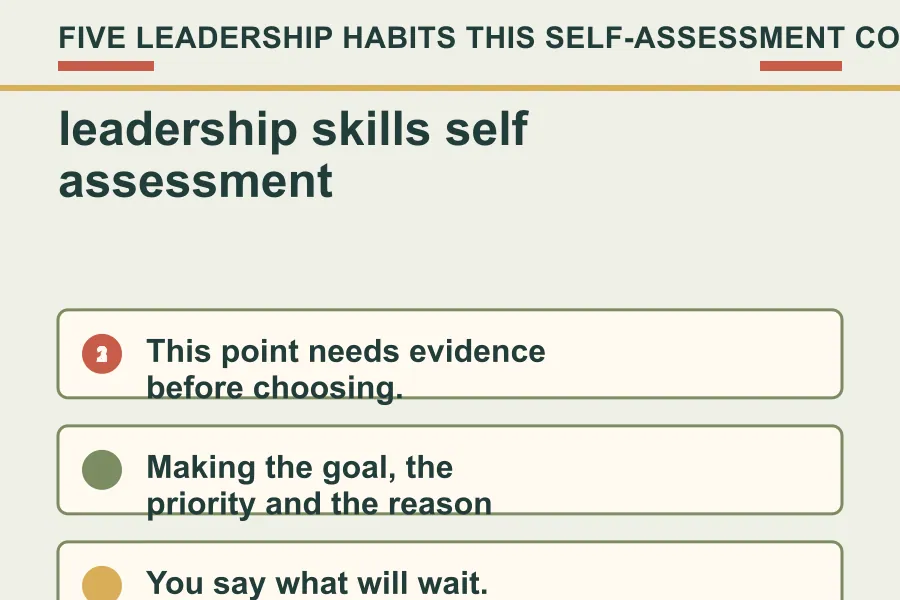 FIVE LEADERSHIP HABITS THIS SELF-ASSESSMENT CO
leadership skills self
assessment
This point needs evidence
before choosing.
Making the goal, the
priority and the reason
You say what will wait.